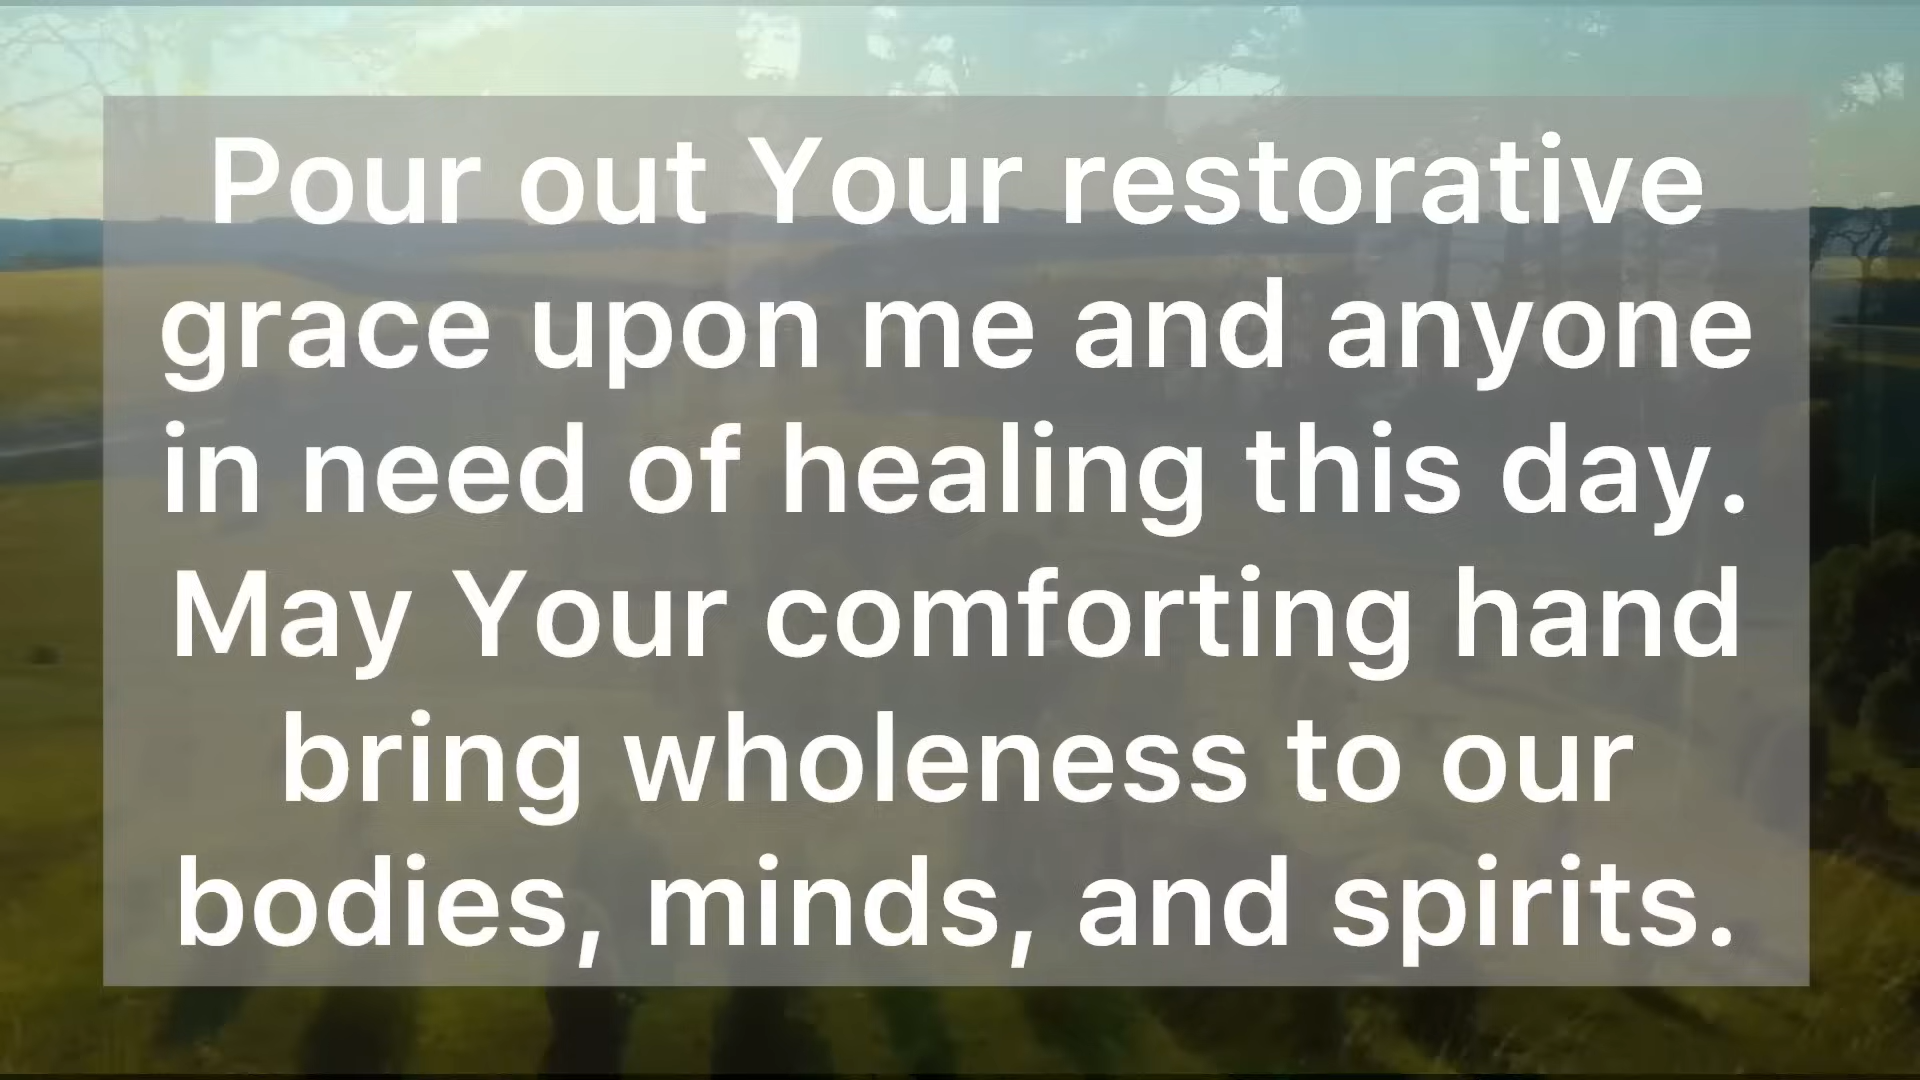 Pour out Your restorative
grace upon me and anyone
in need of healing this day.
May Your comforting hand
bring wholeness to our
bodies, minds, and spirits.